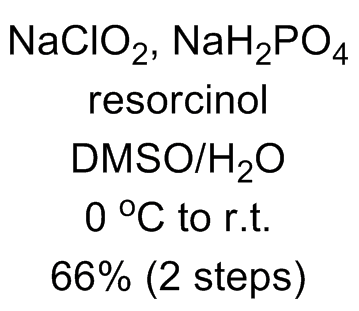 NaClO₂, NaH₂PO₄
resorcinol
DMSO/H₂O
0 ºC to r.t.
66% (2 steps)